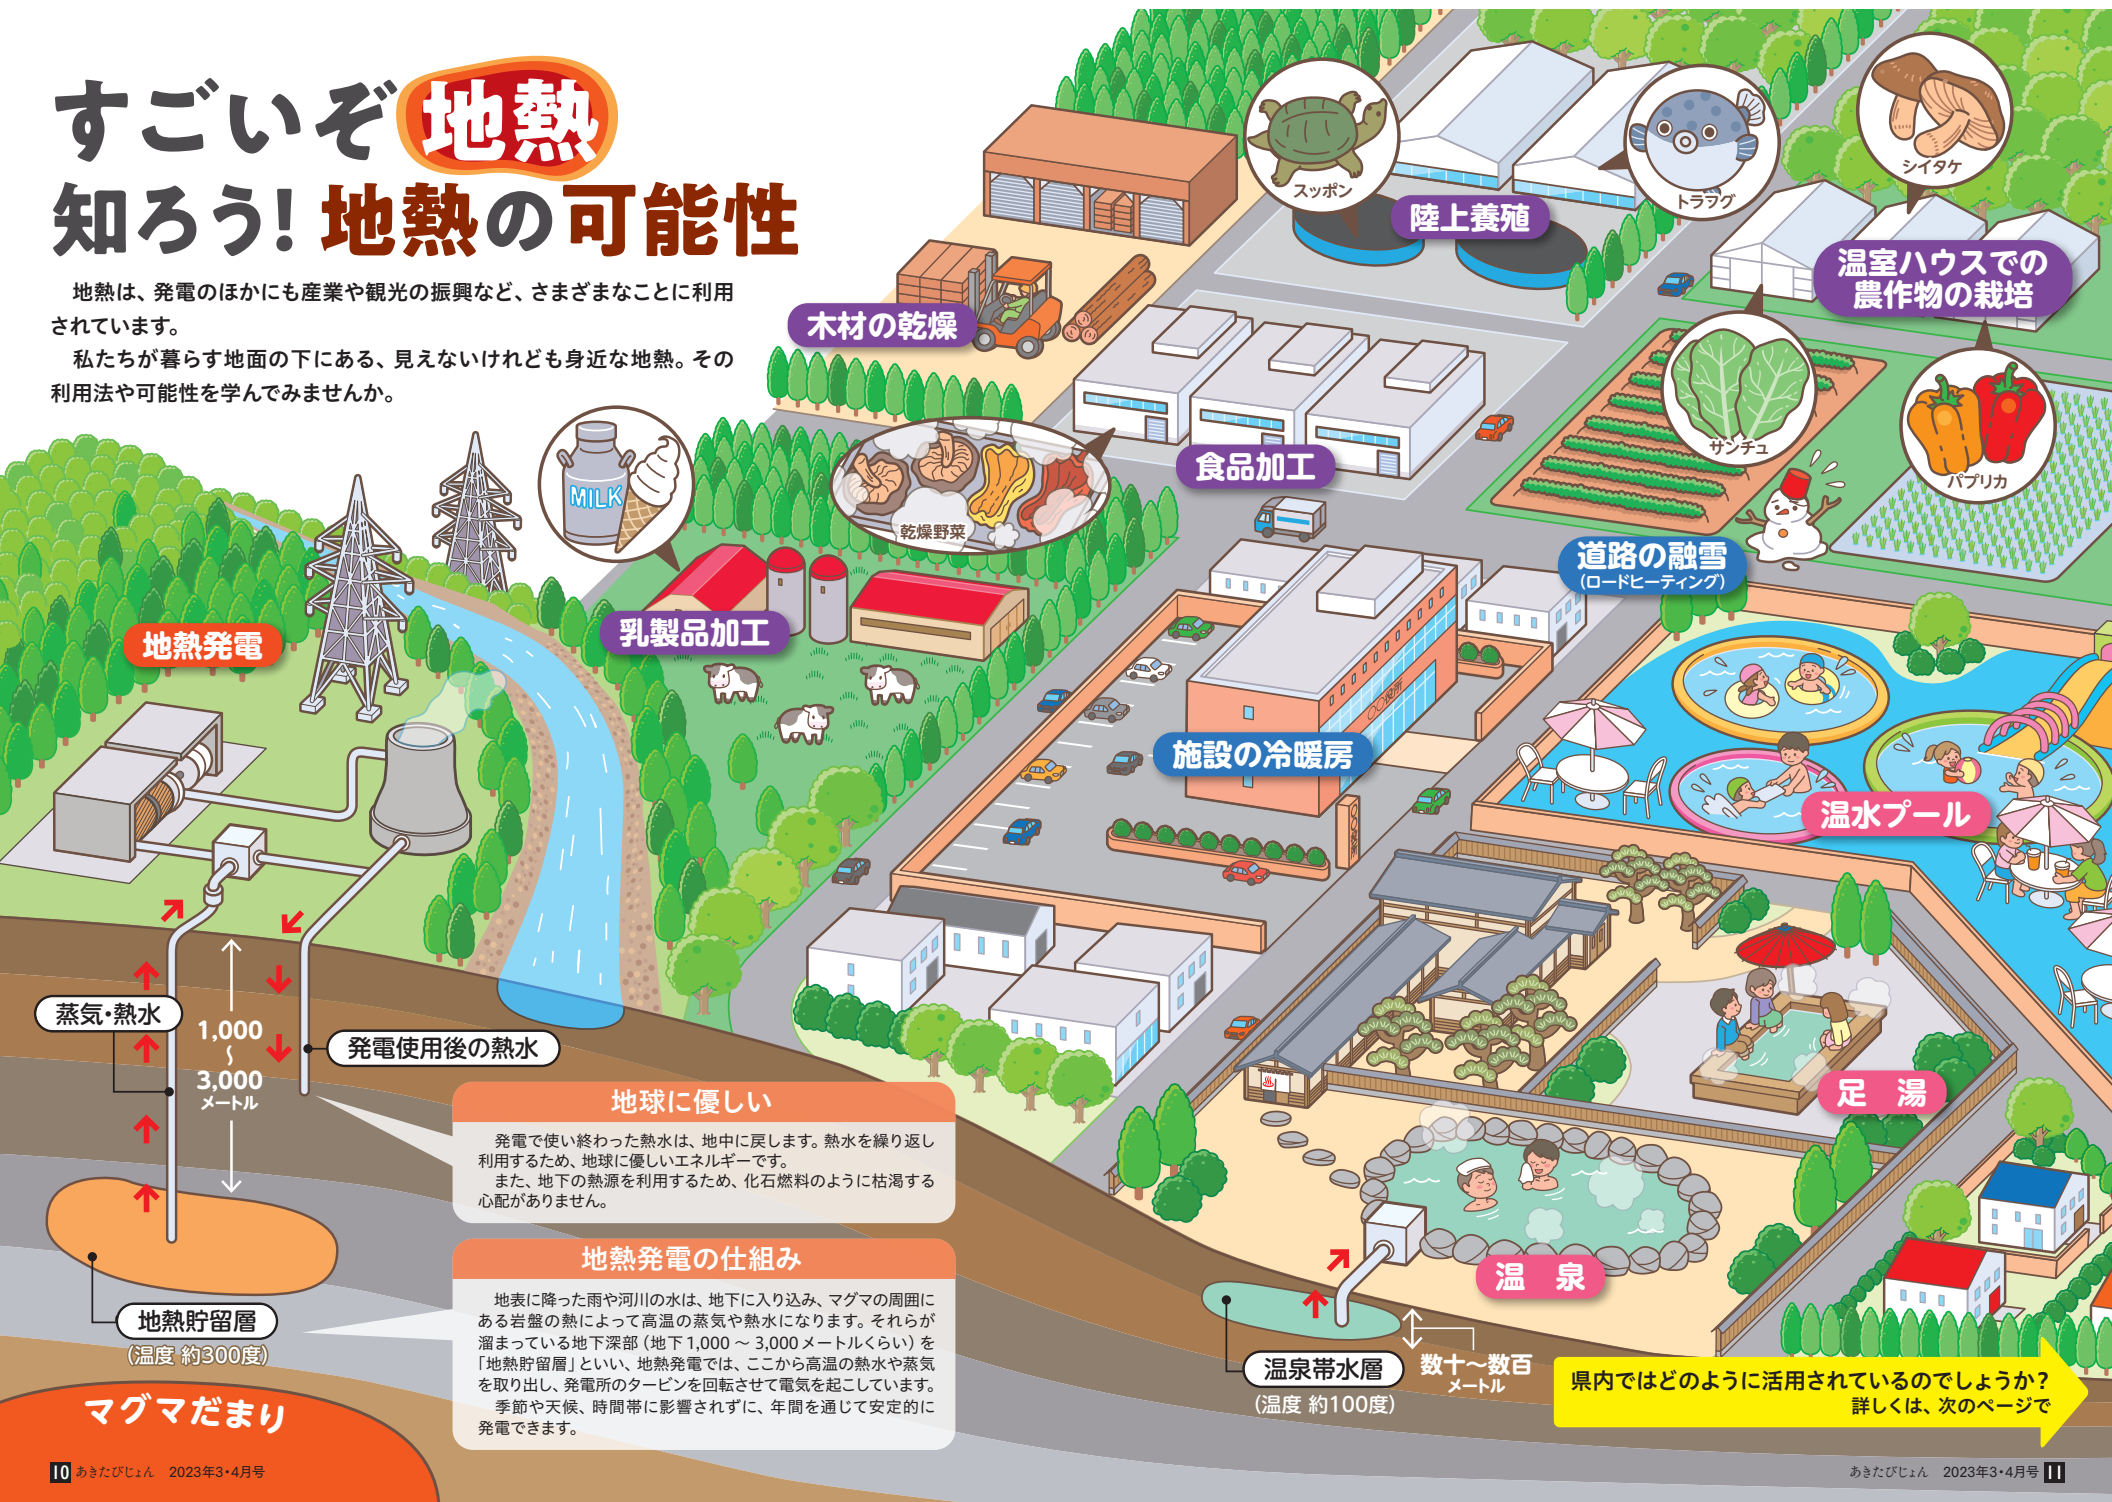 すごいぞ地熱
知ろう！地熱の可能性
地熱は、発電のほかにも産業や観光の振興など、さまざまなことに利用
されています。
私たちが暮らす地面の下にある、見えないけれども身近な地熱。その
利用法や可能性を学んでみませんか。
スッポン
陸上養殖
トラフグ
シイタケ
温室ハウスでの
農作物の栽培
木材の乾燥
サンチュ
パプリカ
MILK
乾燥野菜
食品加工
道路の融雪
(ロードヒーティング)
乳製品加工
地熱発電
〇〇役所
施設の冷暖房
温水プール
足 湯
温 泉
蒸気・熱水
1,000
〜
3,000
メートル
発電使用後の熱水
地球に優しい
発電で使い終わった熱水は、地中に戻します。熱水を繰り返し
利用するため、地球に優しいエネルギーです。
また、地下の熱源を利用するため、化石燃料のように枯渇する
心配がありません。
地熱発電の仕組み
地表に降った雨や河川の水は、地下に入り込み、マグマの周囲に
ある岩盤の熱によって高温の蒸気や熱水になります。それらが
溜まっている地下深部（地下1,000 〜 3,000メートルくらい）を
「地熱貯留層」といい、地熱発電では、ここから高温の熱水や蒸気
を取り出し、発電所のタービンを回転させて電気を起こしています。
季節や天候、時間帯に影響されずに、年間を通じて安定的に
発電できます。
地熱貯留層
(温度 約300度)
マグマだまり
温泉帯水層
(温度 約100度)
数十〜数百
メートル
県内ではどのように活用されているのでしょうか？
詳しくは、次のページで
10 あきたびじょん 2023年3・4月号
あきたびじょん 2023年3・4月号 11